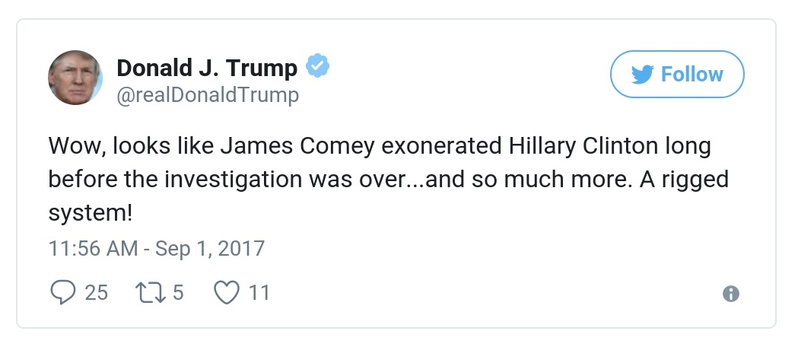 Donald J. Trump
@realDonaldTrump
Follow
Wow, looks like James Comey exonerated Hillary Clinton long
before the investigation was over...and so much more. A rigged
system!
11:56 AM - Sep 1, 2017
25 5 11